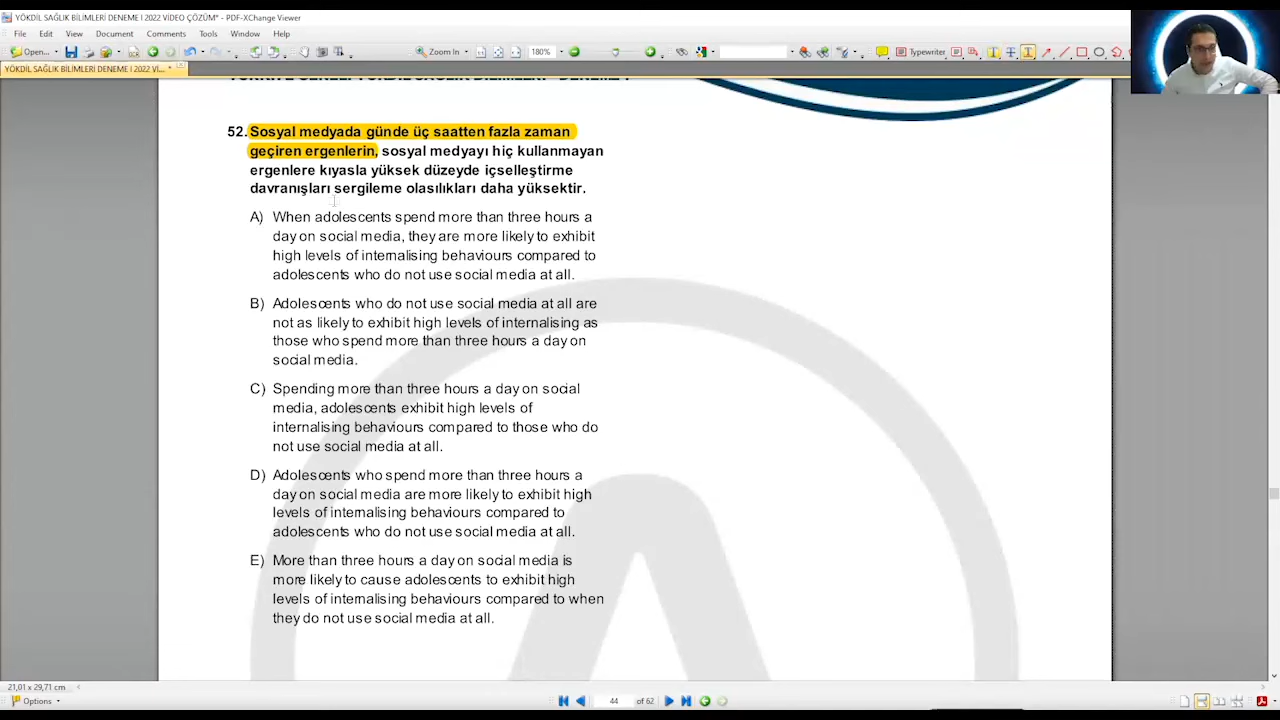 YÖKDİL SAĞLIK BİLİMLERİ DENEME I 2022 VİDEO ÇÖZÜM* - PDF-XChange Viewer
File Edit View Document Comments Tools Window Help
Open... Zoom In 180% Typewriter
YÖKDİL SAĞLIK BİLİMLERİ DENEME I 2022 Vİ... *
52. Sosyal medyada günde üç saatten fazla zaman
geçiren ergenlerin, sosyal medyayı hiç kullanmayan
ergenlere kıyasla yüksek düzeyde içselleştirme
davranışları sergileme olasılıkları daha yüksektir.
A) When adolescents spend more than three hours a
day on social media, they are more likely to exhibit
high levels of internalising behaviours compared to
adolescents who do not use social media at all.
B) Adolescents who do not use social media at all are
not as likely to exhibit high levels of internalising as
those who spend more than three hours a day on
social media.
C) Spending more than three hours a day on social
media, adolescents exhibit high levels of
internalising behaviours compared to those who do
not use social media at all.
D) Adolescents who spend more than three hours a
day on social media are more likely to exhibit high
levels of internalising behaviours compared to
adolescents who do not use social media at all.
E) More than three hours a day on social media is
more likely to cause adolescents to exhibit high
levels of internalising behaviours compared to when
they do not use social media at all.
21,01 x 29,71 cm
Options 44 of 62